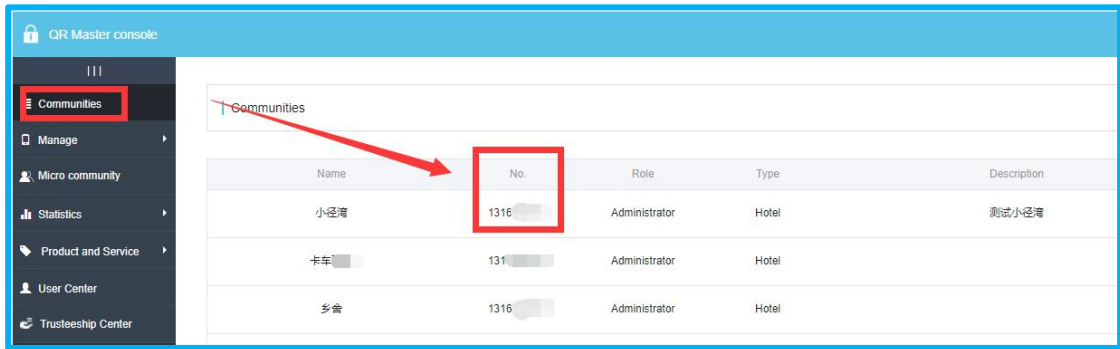 QR Master console
Communities
Manage
Micro community
Statistics
Product and Service
User Center
Trusteeship Center
Communities
Name No. Role Type Description
小径湾 1316 Administrator Hotel 测试小径湾
卡车 131 Administrator Hotel
乡舍 1316 Administrator Hotel